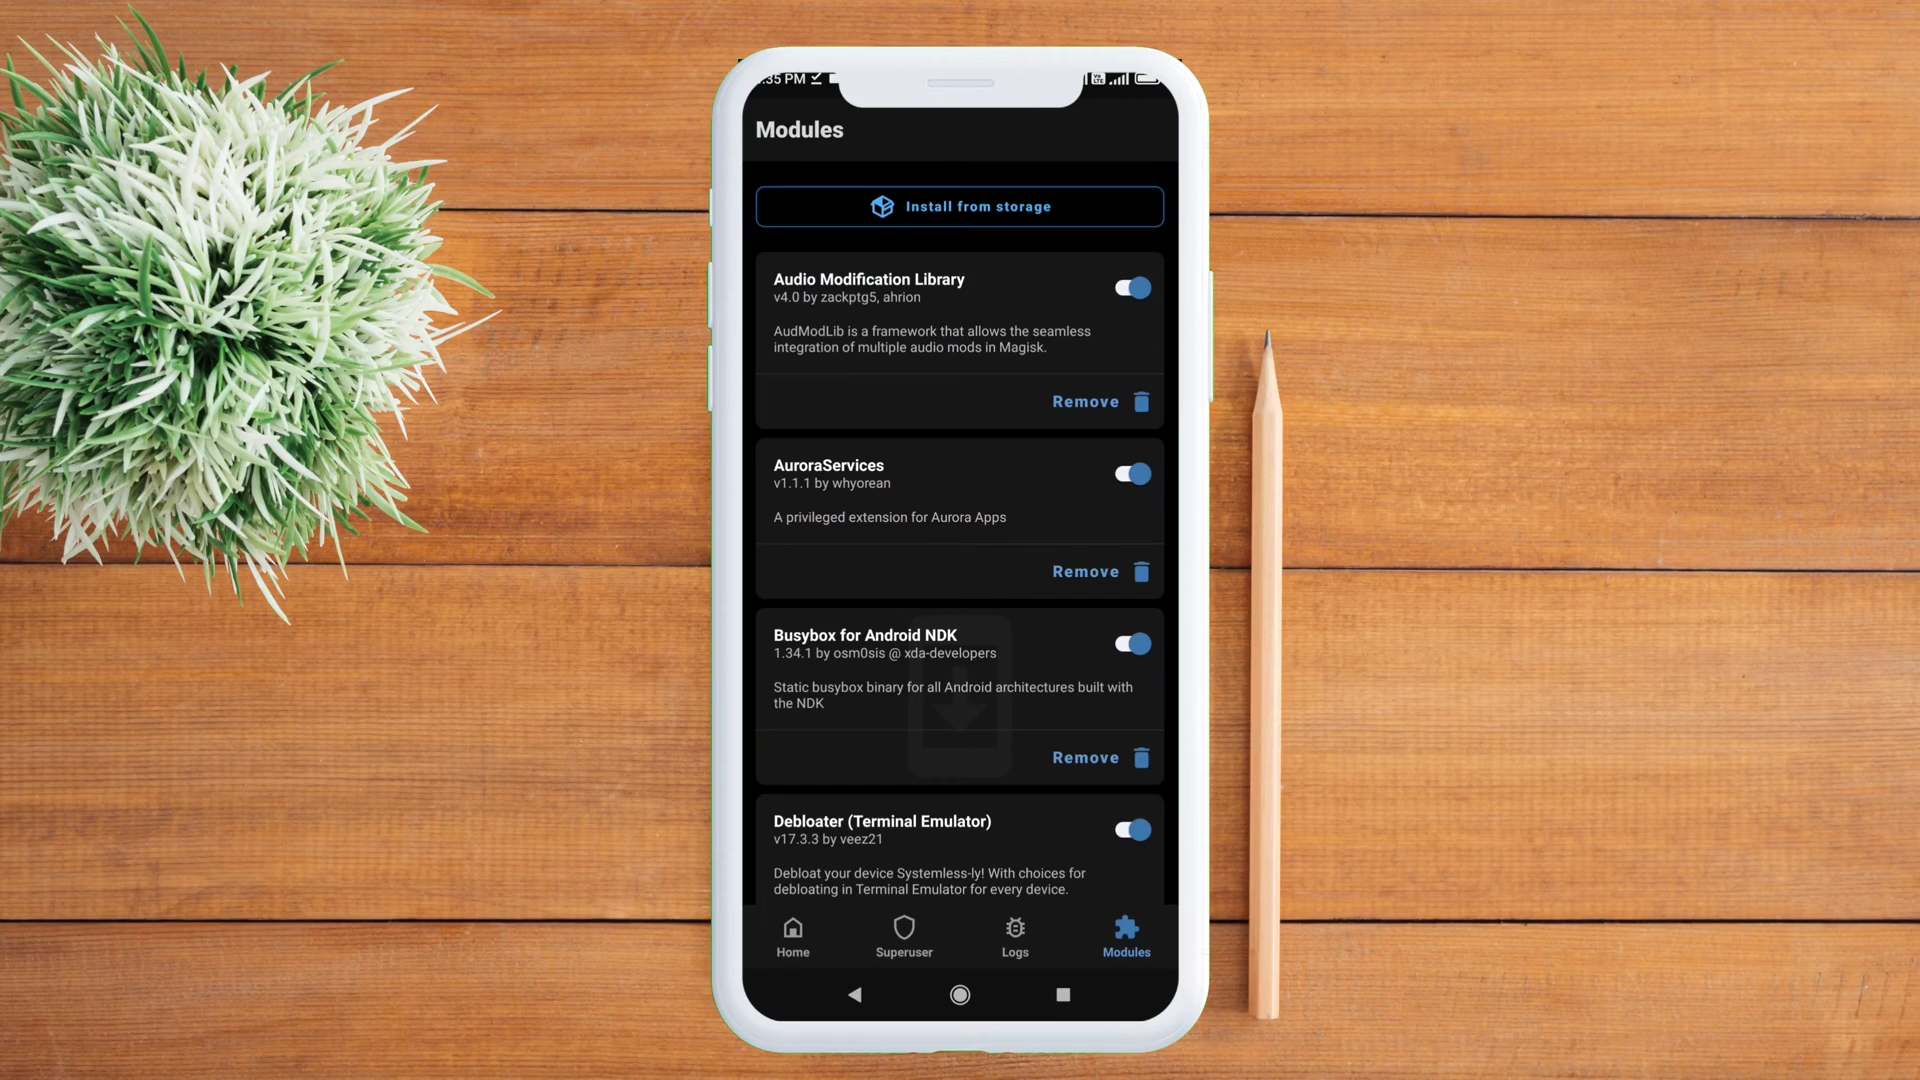 :35 PM
Modules
Install from storage
Audio Modification Library
v4.0 by zackptg5, ahrion
AudModLib is a framework that allows the seamless
integration of multiple audio mods in Magisk.
Remove
AuroraServices
v1.1.1 by whyorean
A privileged extension for Aurora Apps
Remove
Busybox for Android NDK
1.34.1 by osm0sis @ xda-developers
Static busybox binary for all Android architectures built with
the NDK
Remove
Debloater (Terminal Emulator)
v17.3.3 by veez21
Debloat your device Systemless-ly! With choices for
debloating in Terminal Emulator for every device.
Home
Superuser
Logs
Modules